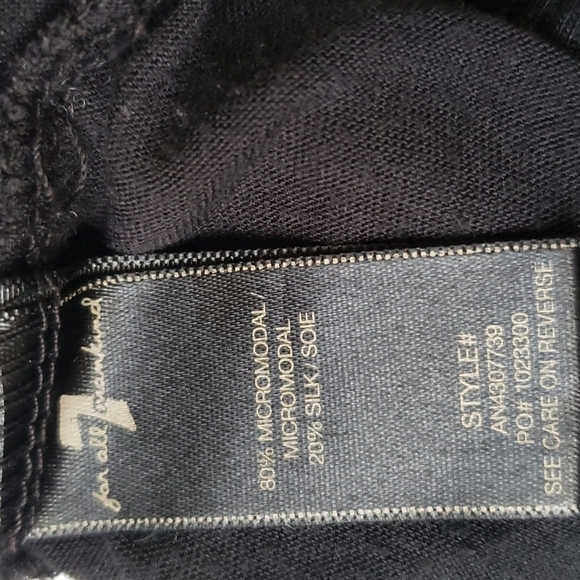 7
for all mankind
80% MICROMODAL/
MICROMODAL
20% SILK/ SOIE
STYLE#
AN4307739
PO# 1023300
SEE CARE ON REVERSE